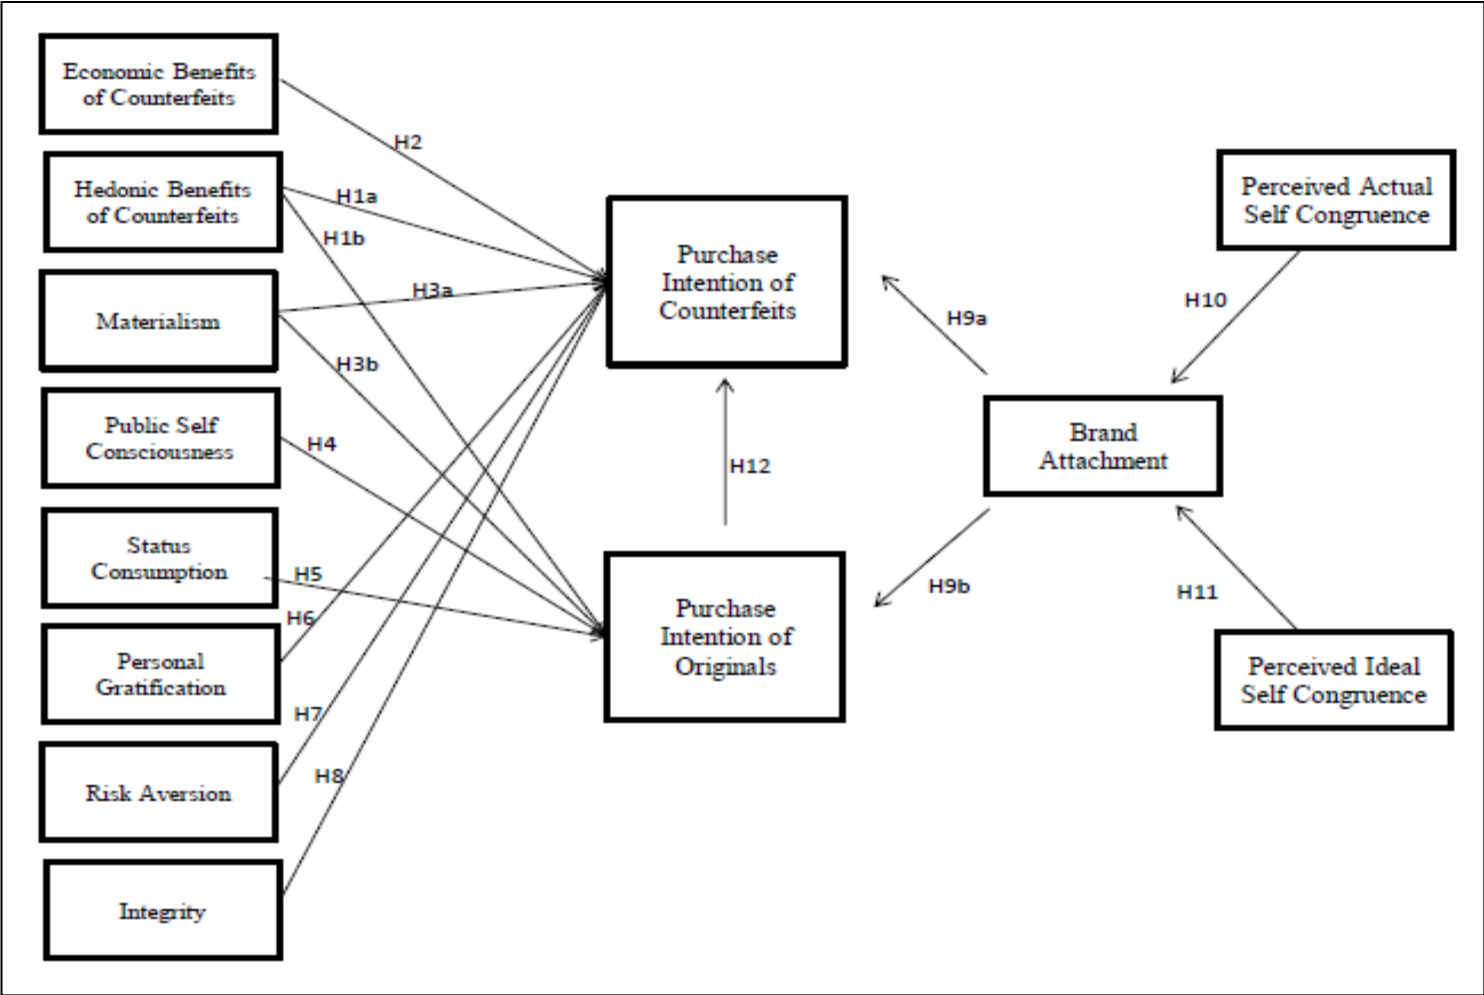 Economic Benefits
of Counterfeits
H2
Hedonic Benefits
of Counterfeits
H1a
H1b
Materialism
H3a
H3b
Public Self
Consciousness
H4
Status
Consumption
H5
H6
Personal
Gratification
H7
Risk Aversion
H8
Integrity
Purchase
Intention of
Counterfeits
H12
Purchase
Intention of
Originals
H9a
H9b
Brand
Attachment
Perceived Actual
Self Congruence
H10
H11
Perceived Ideal
Self Congruence